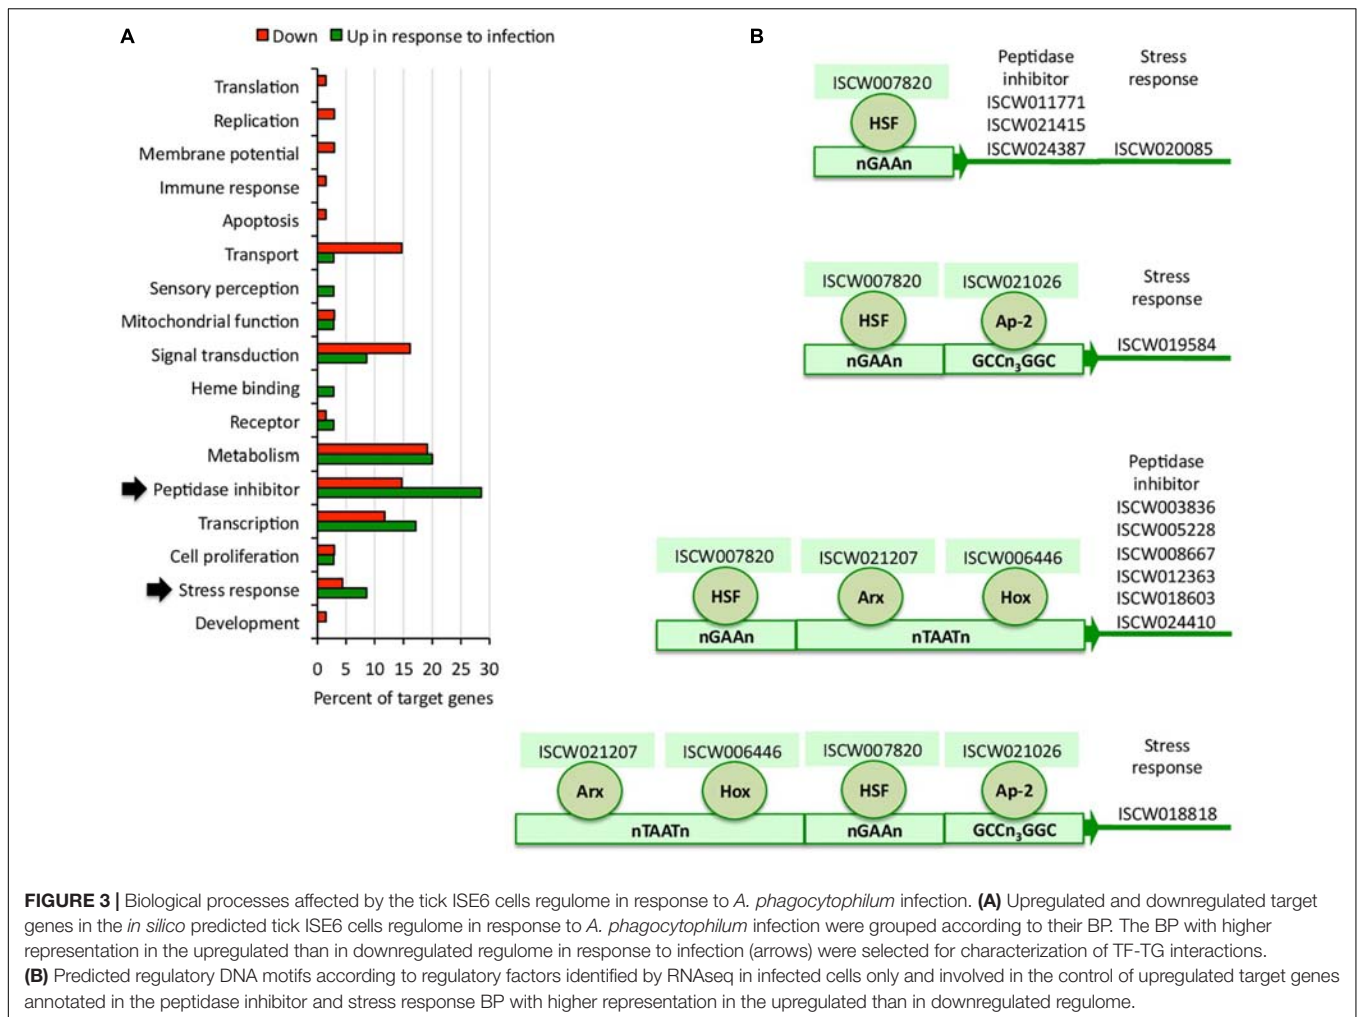 A
Down Up in response to infection
Translation
Replication
Membrane potential
Immune response
Apoptosis
Transport
Sensory perception
Mitochondrial function
Signal transduction
Heme binding
Receptor
Metabolism
Peptidase inhibitor
Transcription
Cell proliferation
Stress response
Development
0 5 10 15 20 25 30
Percent of target genes
B
Peptidase
inhibitor
ISCW011771
ISCW021415
ISCW024387
Stress
response
ISCW020085
ISCW007820
HSF
nGAAn
ISCW007820
ISCW021026
HSF
Ap-2
nGAAn
GCCn3GGC
Stress
response
ISCW019584
Peptidase
inhibitor
ISCW003836
ISCW005228
ISCW008667
ISCW012363
ISCW018603
ISCW024410
ISCW007820
ISCW021207
ISCW006446
HSF
Arx
Hox
nGAAn
nTAATn
ISCW021207
ISCW006446
ISCW007820
ISCW021026
Arx
Hox
HSF
Ap-2
nTAATn
nGAAn
GCCn3GGC
Stress
response
ISCW018818
FIGURE 3 | Biological processes affected by the tick ISE6 cells regulome in response to A. phagocytophilum infection. (A) Upregulated and downregulated target
genes in the in silico predicted tick ISE6 cells regulome in response to A. phagocytophilum infection were grouped according to their BP. The BP with higher
representation in the upregulated than in downregulated regulome in response to infection (arrows) were selected for characterization of TF-TG interactions.
(B) Predicted regulatory DNA motifs according to regulatory factors identified by RNAseq in infected cells only and involved in the control of upregulated target genes
annotated in the peptidase inhibitor and stress response BP with higher representation in the upregulated than in downregulated regulome.